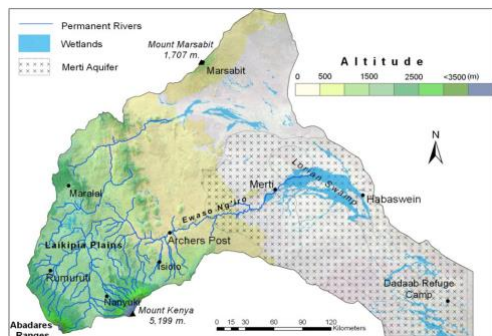 Permanent Rivers
Wetlands
Merti Aquifer
Mount Marsabit
1,707 m.
Marsabit
Altitude
0 500 1500 2500 <3500 (m)
N
Maralal
Merti
Lorian Swamp
Habaswein
Ewaso Ng'iro
Archers Post
Laikipia Plains
Isiolo
Rumuruti
Dadaab Refuge
Camp
Nanyuki
Mount Kenya
5,199 m.
Abadares
Ranges
0 15 30 60 90 120
Kilometers